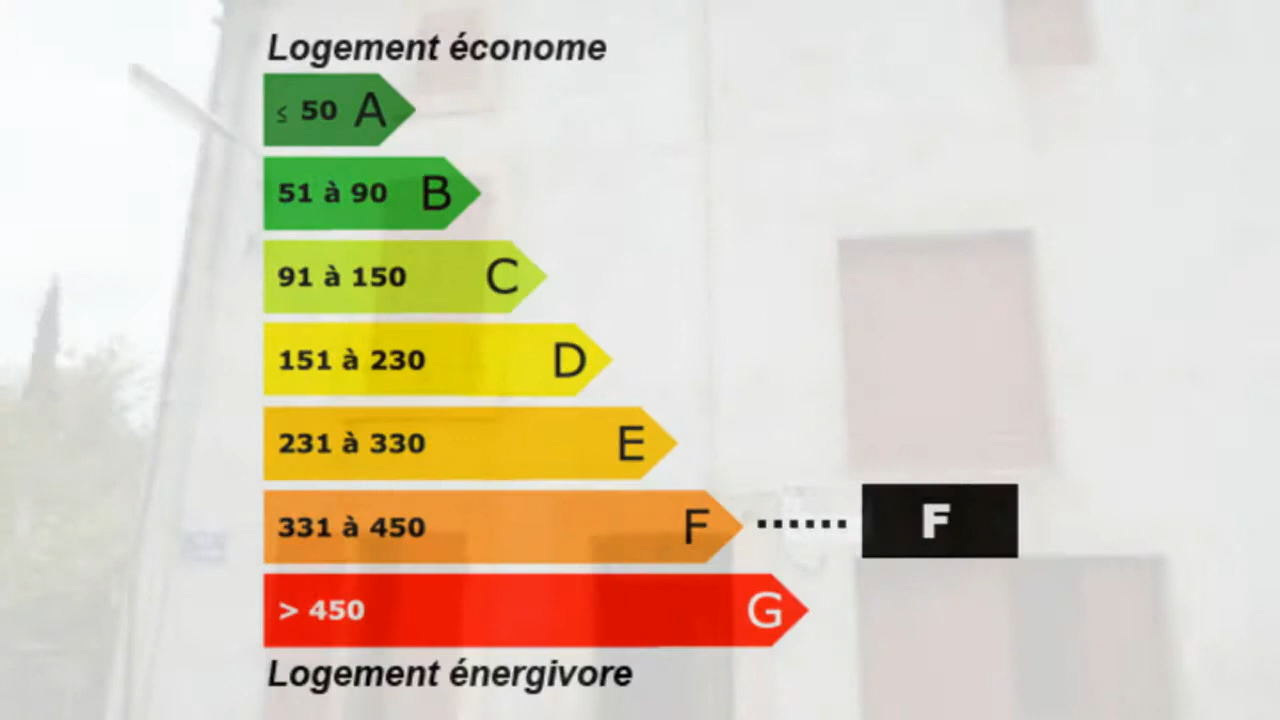 Logement économe
≤ 50 A
51 à 90 B
91 à 150 C
151 à 230 D
231 à 330 E
331 à 450 F F
> 450 G
Logement énergivore